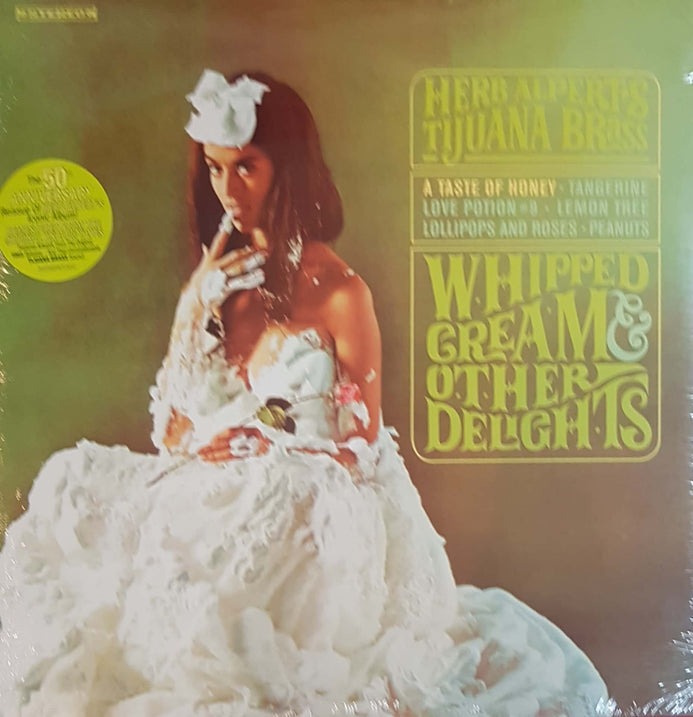 STEREO
HERB ALPERT'S
TIJUANA BRASS
A TASTE OF HONEY • TANGERINE
LOVE POTION #9 • LEMON TREE
LOLLIPOPS AND ROSES • PEANUTS
The 50th
ANNIVERSARY
WHIPPED
CREAM &
OTHER
DELIGHTS